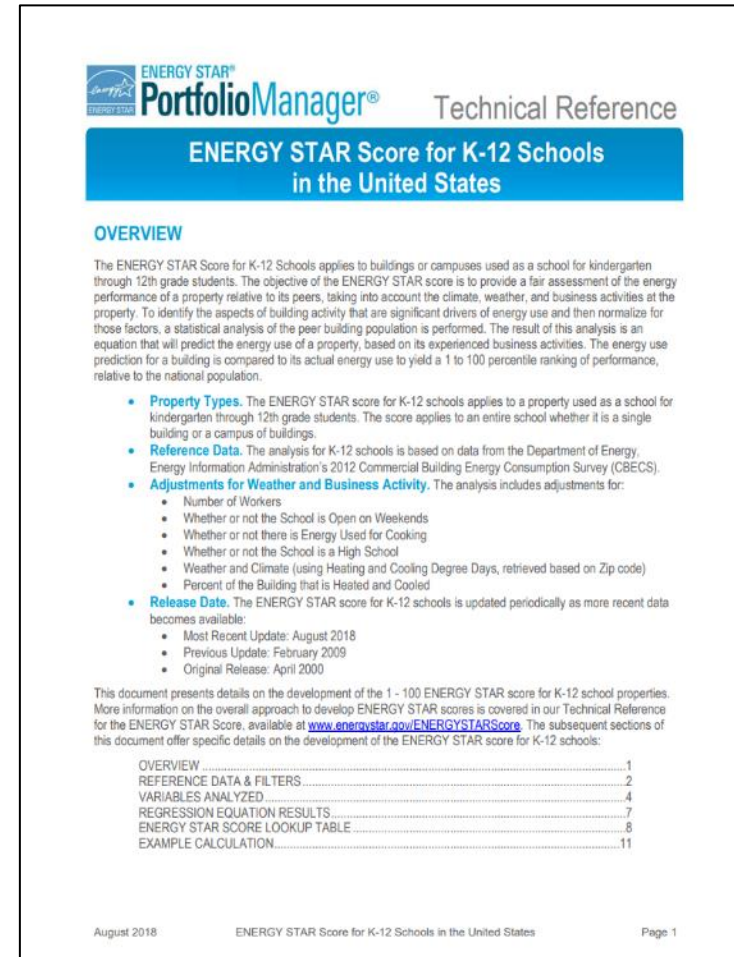 ENERGY STAR
ENERGY STAR®
PortfolioManager®
Technical Reference
ENERGY STAR Score for K-12 Schools
in the United States
OVERVIEW
The ENERGY STAR Score for K-12 Schools applies to buildings or campuses used as a school for kindergarten
through 12th grade students. The objective of the ENERGY STAR score is to provide a fair assessment of the energy
performance of a property relative to its peers, taking into account the climate, weather, and business activities at the
property. To identify the aspects of building activity that are significant drivers of energy use and then normalize for
those factors, a statistical analysis of the peer building population is performed. The result of this analysis is an
equation that will predict the energy use of a property, based on its experienced business activities. The energy use
prediction for a building is compared to its actual energy use to yield a 1 to 100 percentile ranking of performance,
relative to the national population.
• Property Types. The ENERGY STAR score for K-12 schools applies to a property used as a school for
kindergarten through 12th grade students. The score applies to an entire school whether it is a single
building or a campus of buildings.
• Reference Data. The analysis for K-12 schools is based on data from the Department of Energy,
Energy Information Administration's 2012 Commercial Building Energy Consumption Survey (CBECS).
• Adjustments for Weather and Business Activity. The analysis includes adjustments for:
• Number of Workers
• Whether or not the School is Open on Weekends
• Whether or not there is Energy Used for Cooking
• Whether or not the School is a High School
• Weather and Climate (using Heating and Cooling Degree Days, retrieved based on Zip code)
• Percent of the Building that is Heated and Cooled
• Release Date. The ENERGY STAR score for K-12 schools is updated periodically as more recent data
becomes available:
• Most Recent Update: August 2018
• Previous Update: February 2009
• Original Release: April 2000
This document presents details on the development of the 1 - 100 ENERGY STAR score for K-12 school properties.
More information on the overall approach to develop ENERGY STAR scores is covered in our Technical Reference
for the ENERGY STAR Score, available at www.energystar.gov/ENERGYSTARScore. The subsequent sections of
this document offer specific details on the development of the ENERGY STAR score for K-12 schools:
OVERVIEW ........ 1
REFERENCE DATA & FILTERS ........ 2
VARIABLES ANALYZED ........ 4
REGRESSION EQUATION RESULTS ........ 7
ENERGY STAR SCORE LOOKUP TABLE ........ 8
EXAMPLE CALCULATION ........ 11
August 2018 ENERGY STAR Score for K-12 Schools in the United States Page 1